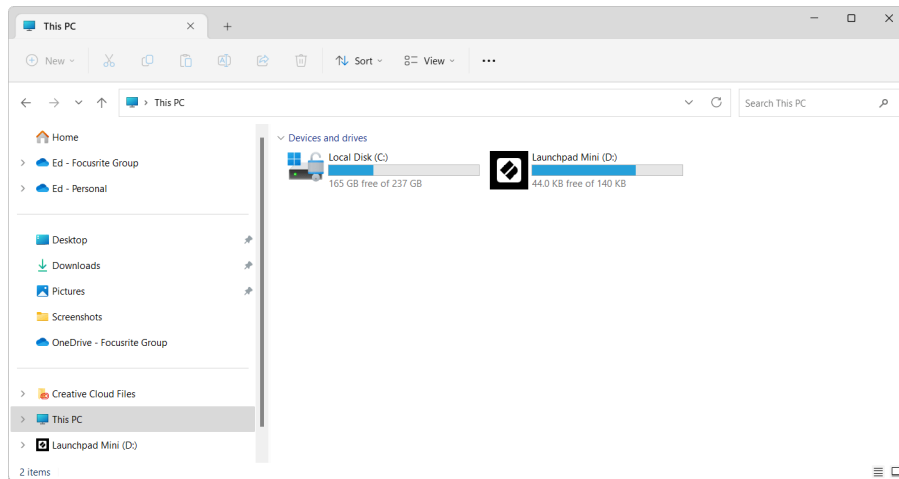 This PC
New
Sort
View
This PC
Search This PC
Home
Ed - Focusrite Group
Ed - Personal
Desktop
Downloads
Pictures
Screenshots
OneDrive - Focusrite Group
Creative Cloud Files
This PC
Launchpad Mini (D:)
Devices and drives
Local Disk (C:)
165 GB free of 237 GB
Launchpad Mini (D:)
44.0 KB free of 140 KB
2 items